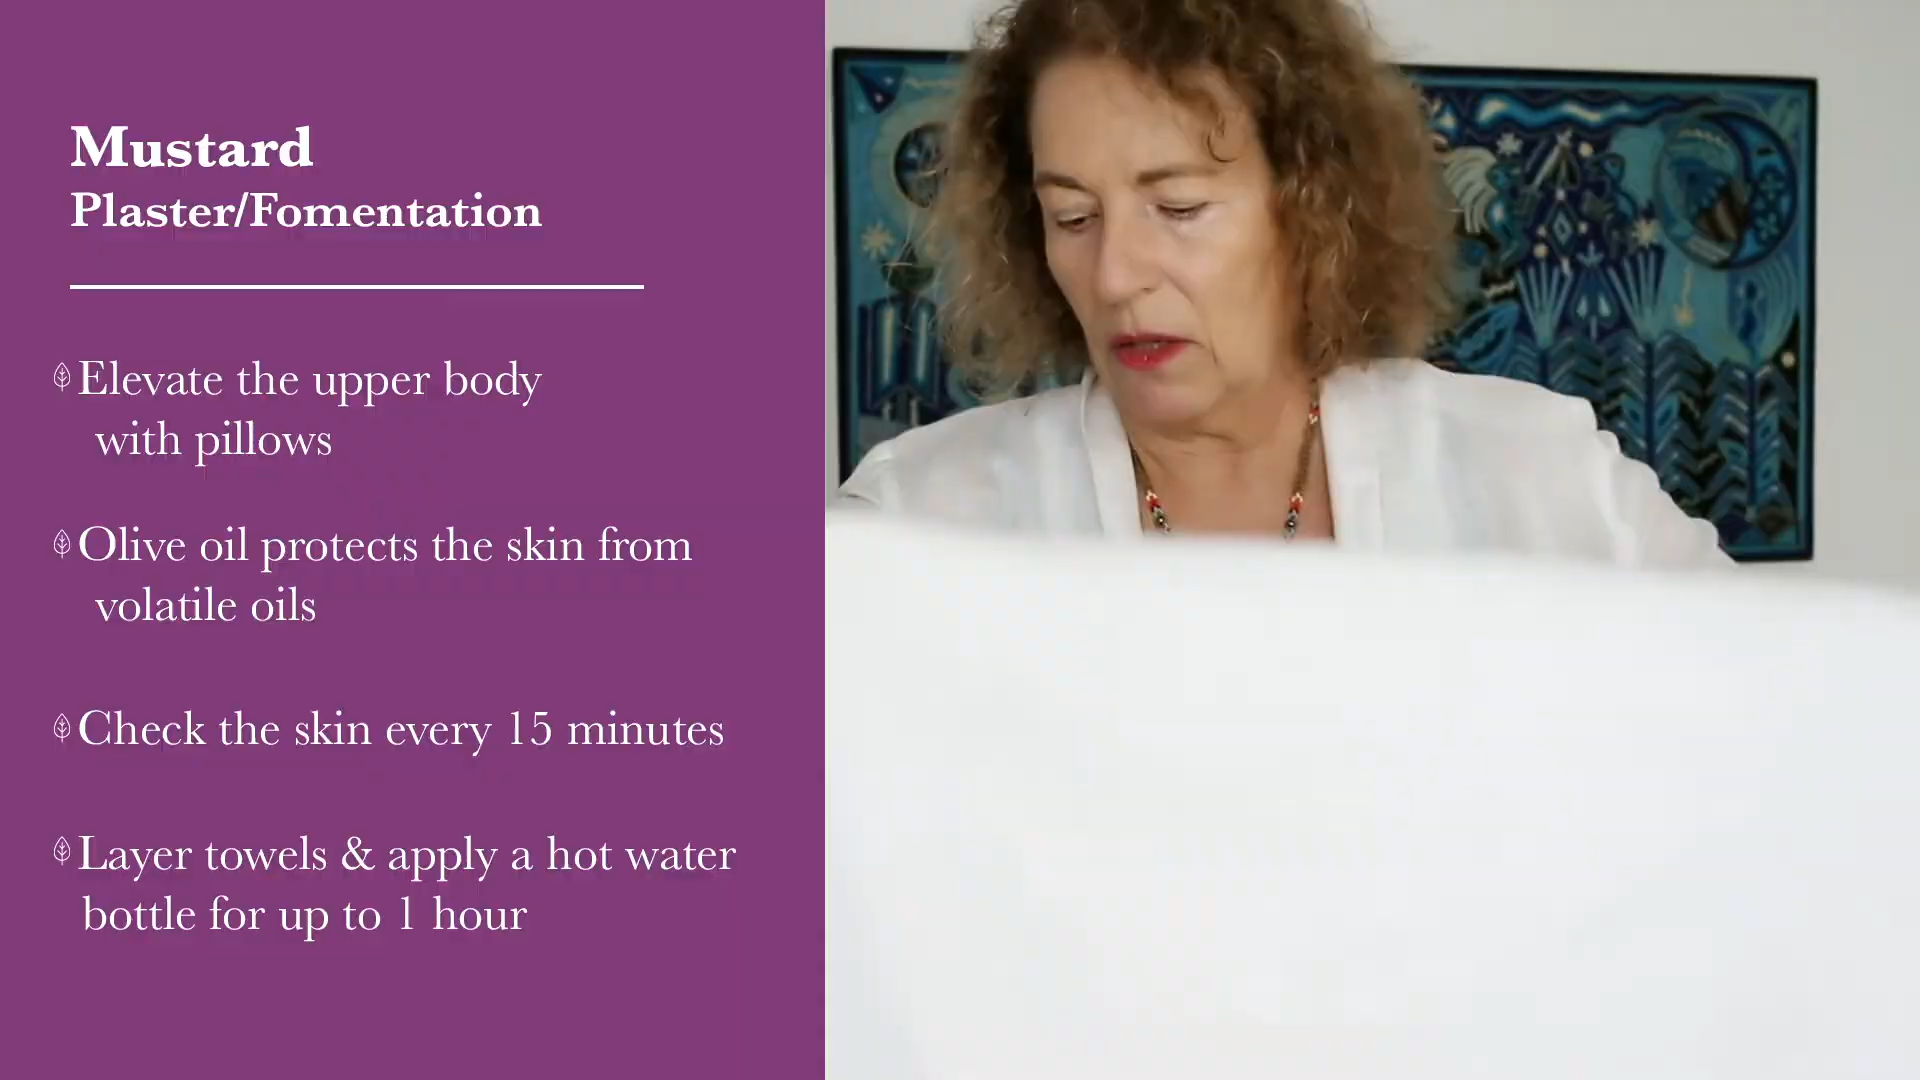 Mustard
Plaster/Fomentation
Elevate the upper body
with pillows
Olive oil protects the skin from
volatile oils
Check the skin every 15 minutes
Layer towels & apply a hot water
bottle for up to 1 hour